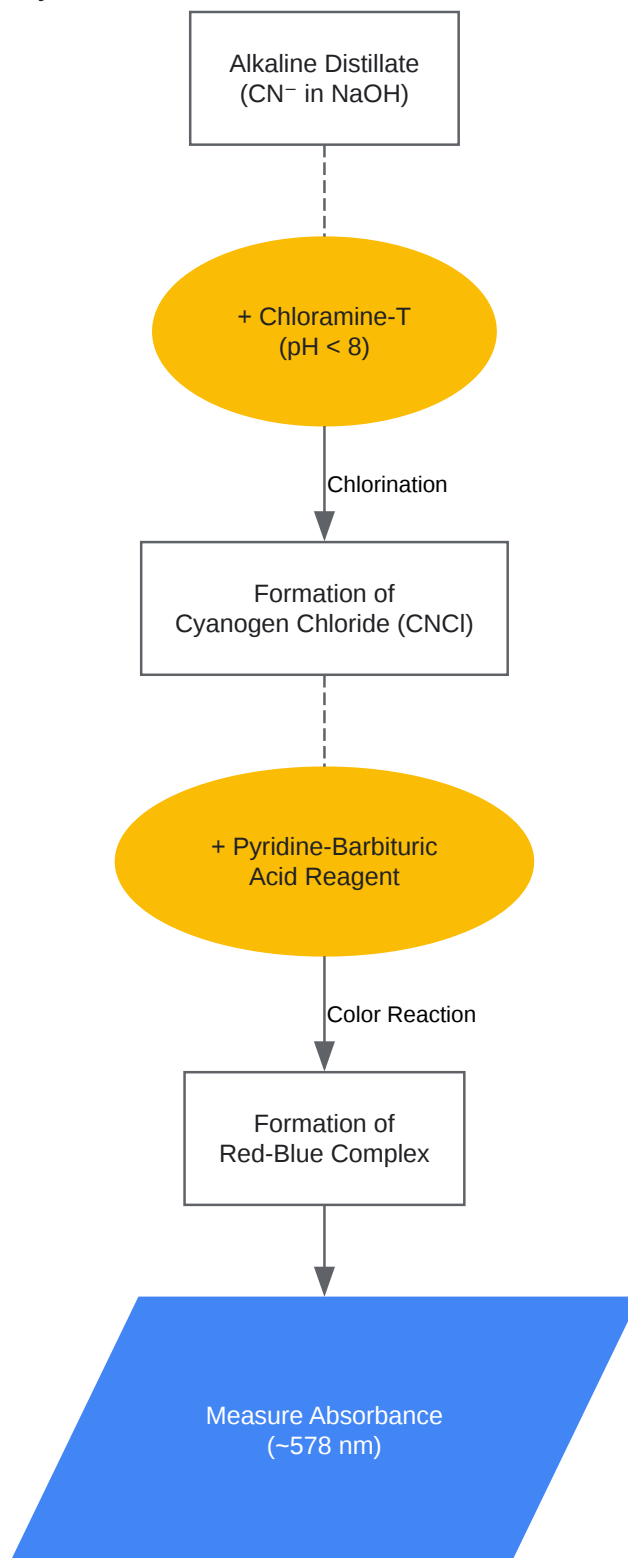 Alkaline Distillate
(CN⁻ in NaOH)
+ Chloramine-T
(pH < 8)
Chlorination
Formation of
Cyanogen Chloride (CNCl)
+ Pyridine-Barbituric
Acid Reagent
Color Reaction
Formation of
Red-Blue Complex
Measure Absorbance
(~578 nm)